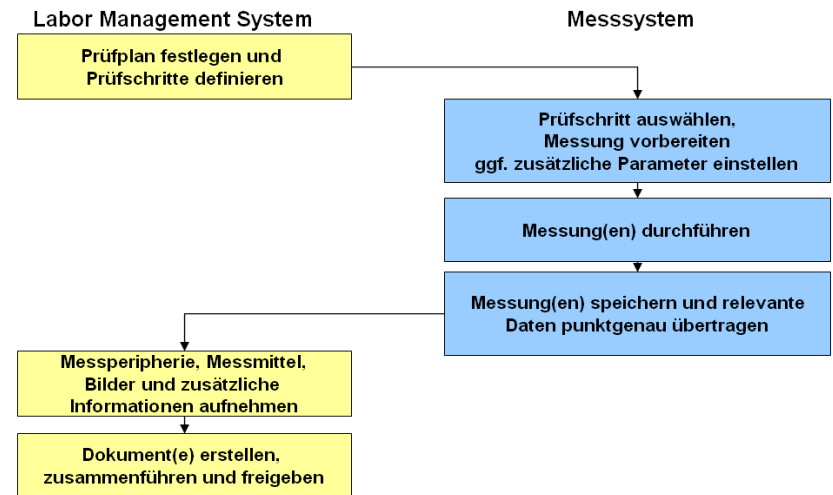 Labor Management System
Messsystem
Prüfplan festlegen und
Prüfschritte definieren
Prüfschritt auswählen,
Messung vorbereiten
ggf. zusätzliche Parameter einstellen
Messung(en) durchführen
Messung(en) speichern und relevante
Daten punktgenau übertragen
Messperipherie, Messmittel,
Bilder und zusätzliche
Informationen aufnehmen
Dokument(e) erstellen,
zusammenführen und freigeben